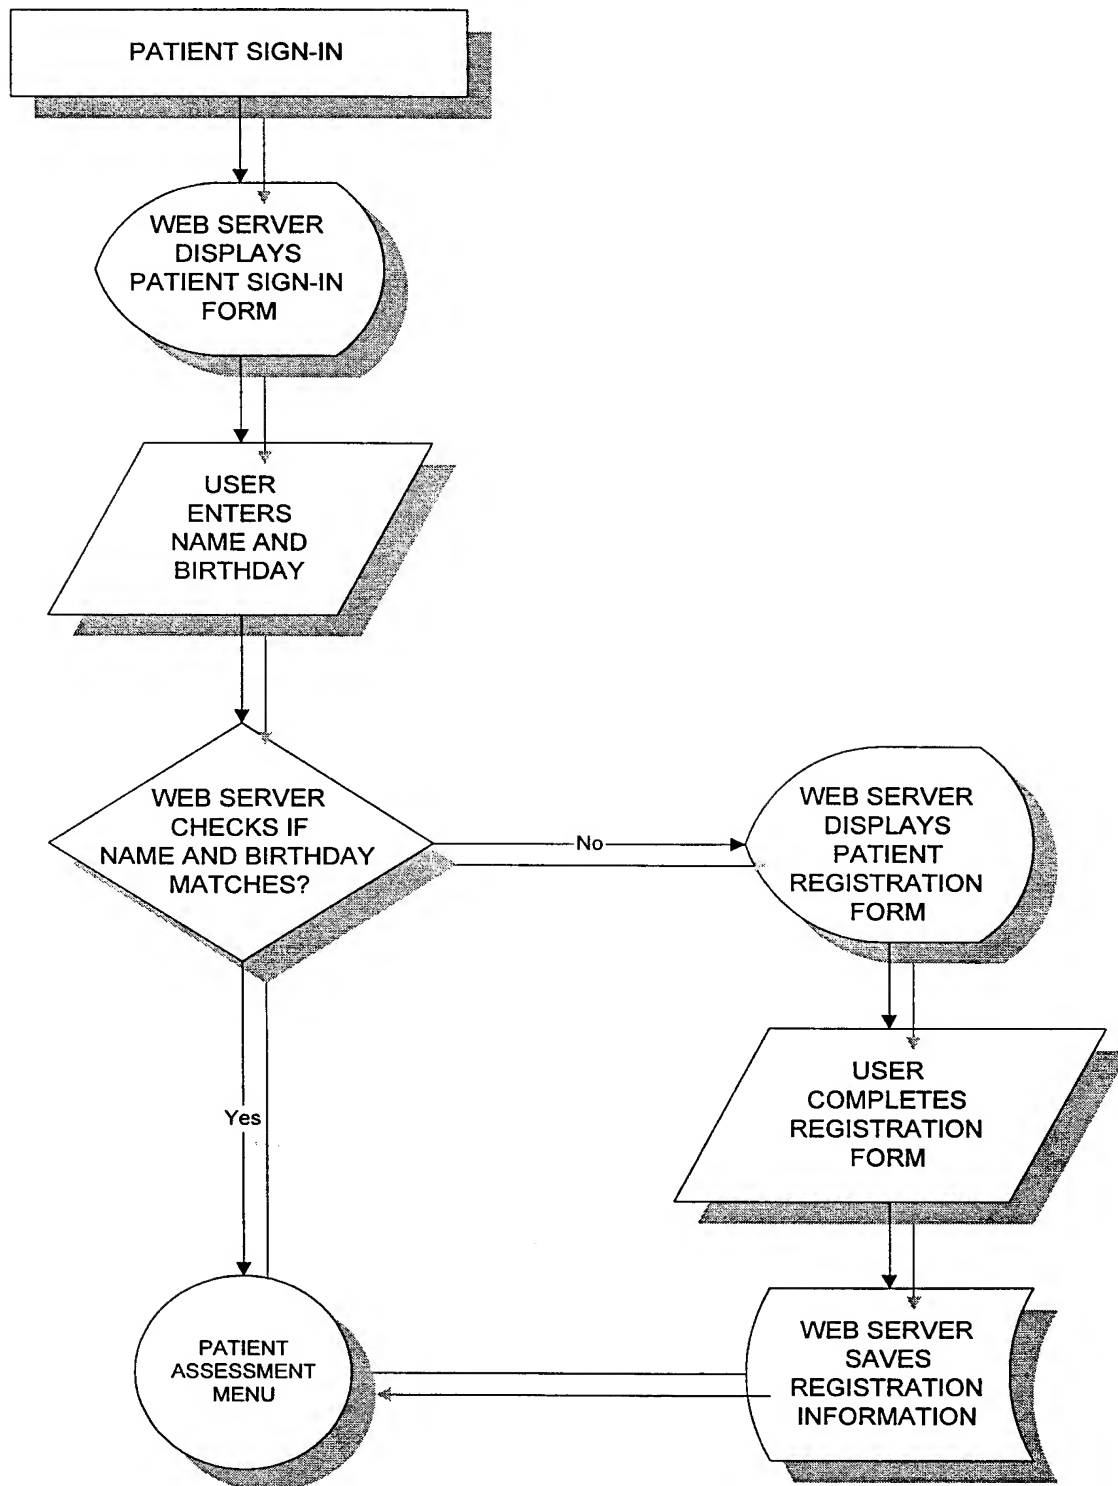 PATIENT SIGN-IN
WEB SERVER
DISPLAYS
PATIENT SIGN-IN
FORM
USER
ENTERS
NAME AND
BIRTHDAY
WEB SERVER
CHECKS IF
NAME AND BIRTHDAY
MATCHES?
No
WEB SERVER
DISPLAYS
PATIENT
REGISTRATION
FORM
USER
COMPLETES
REGISTRATION
FORM
Yes
PATIENT
ASSESSMENT
MENU
WEB SERVER
SAVES
REGISTRATION
INFORMATION